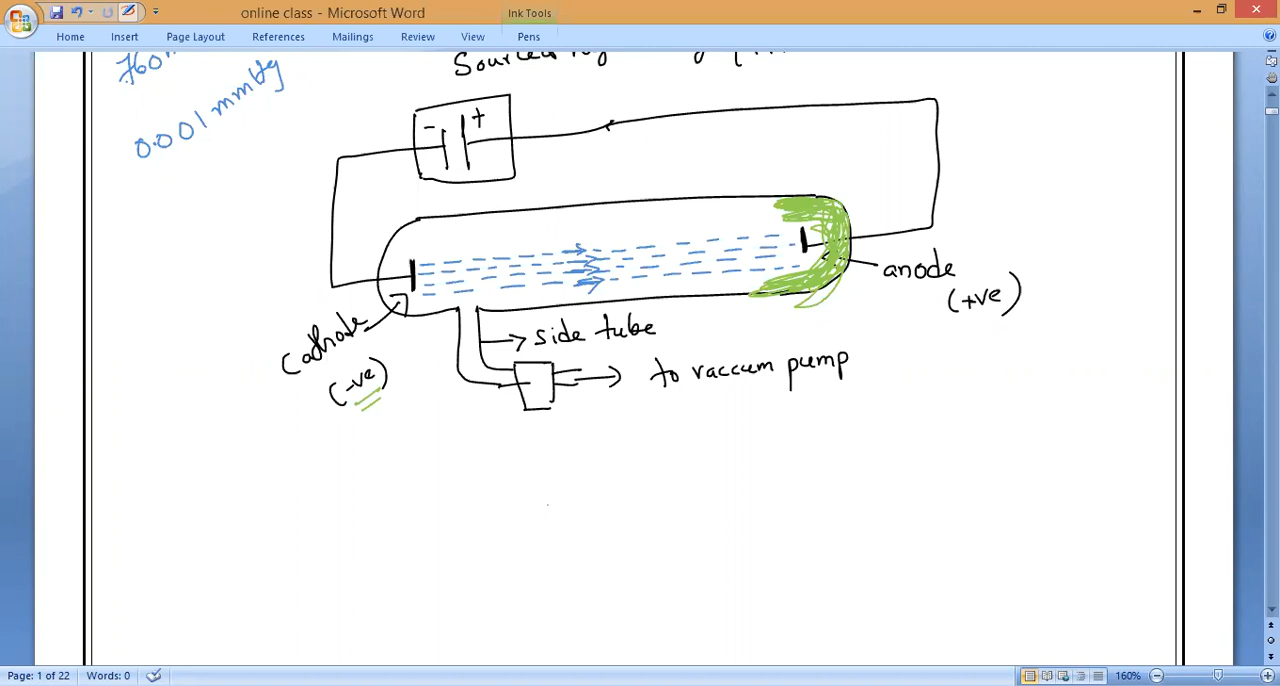 online class - Microsoft Word
Ink Tools
Home
Insert
Page Layout
References
Mailings
Review
View
Pens
760
0.001 mmHg
- +
anode
(+ve)
Cathode
(-ve)
side tube
to vaccum pump
Page: 1 of 22
Words: 0
160%